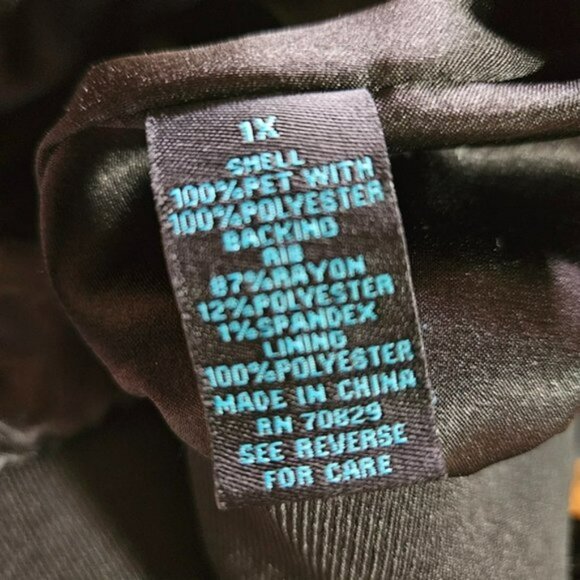 1X
SHELL
100%PET WITH
100%POLYESTER
BACKING
RIB
87%RAYON
12%POLYESTER
1%SPANDEX
LINING
100%POLYESTER
MADE IN CHINA
RN 70829
SEE REVERSE
FOR CARE